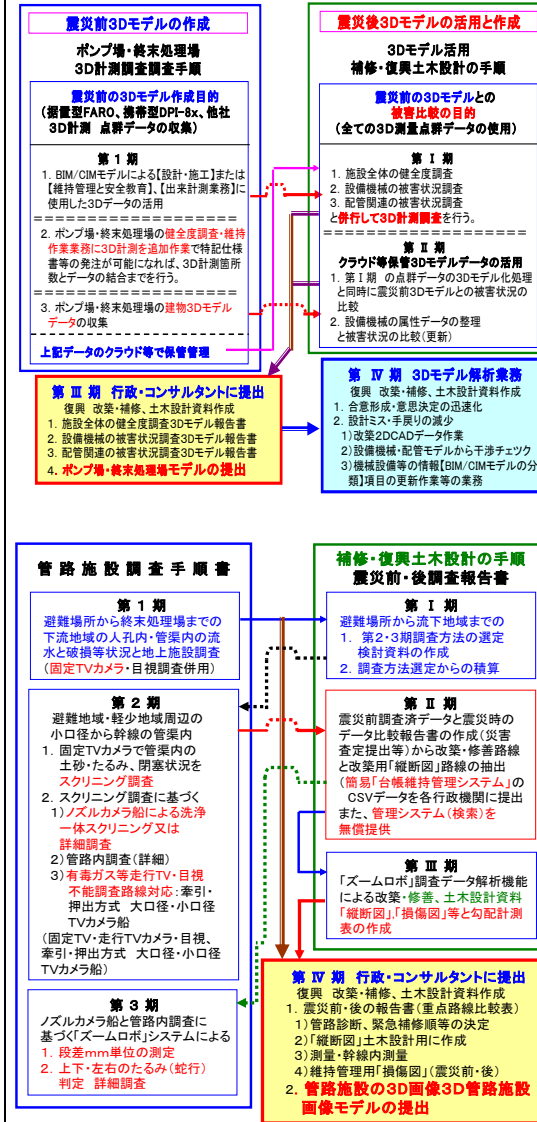 震災前3Dモデルの作成
ポンプ場・終末処理場
3D計測調査調査手順
震災前の3Dモデル作成目的
(据置型FARO、携帯型DPI-8x、他社
3D計測 点群データの収集)
第 1 期
1. BIM/CIMモデルによる【設計・施工】または
【維持管理と安全教育】、【出来計測業務】に
使用した3Dデータの活用
==============================
2. ポンプ場・終末処理場の健全度調査・維持
作業業務に3D計測を追加作業で特記仕様
書等の発注が可能になれば、3D計測箇所
数とデータの結合までを行う。
==============================
3. ポンプ場・終末処理場の建物3Dモデル
データの収集
上記データのクラウド等で保管管理
震災後3Dモデルの活用と作成
3Dモデル活用
補修・復興土木設計の手順
震災前の3Dモデルとの
被害比較の目的
(全ての3D測量点群データの使用)
第 Ⅰ 期
1. 施設全体の健全度調査
2. 設備機械の被害状況調査
3. 配管関連の被害状況調査
と併行して3D計測調査を行う。
==============================
第 Ⅱ 期
クラウド等保管3Dモデルデータの活用
1. 第Ⅰ期 の点群データの3Dモデル化処理
と同時に震災前3Dモデルとの被害状況の
比較
2. 設備機械の属性データの整理
と被害状況の比較(更新)
第 Ⅲ 期 行政・コンサルタントに提出
復興 改築・補修、土木設計資料作成
1. 施設全体の健全度調査3Dモデル報告書
2. 設備機械の被害状況調査3Dモデル報告書
3. 配管関連の被害状況調査3Dモデル報告書
4. ポンプ場・終末処理場モデルの提出
第 Ⅳ 期 3Dモデル解析業務
復興 改築・補修、土木設計資料作成
1. 合意形成・意思決定の迅速化
2. 設計ミス・手戻りの減少
1)改築2DCADデータ作業
2)設備機械・配管モデルから干渉チェック
3)機械設備等の情報【BIM/CIMモデルの分
類】項目の更新作業等の業務
管路施設調査手順書
第 1 期
避難場所から終末処理場までの
下流地域の人孔内・管渠内の流
水と破損等状況と地上施設調査
(固定TVカメラ・目視調査併用)
第 2 期
避難地域・軽少地域周辺の
小口径から幹線の管渠内
1. 固定TVカメラで管渠内の
土砂・たるみ、閉塞状況を
スクリニング調査
2. スクリニング調査に基づく
1)ノズルカメラ船による洗浄
一体スクリニング又は
詳細調査
2)管路内調査(詳細)
3)有毒ガス等走行TV・目視
不能調査路線対応:牽引・
押出方式 大口径・小口径
TVカメラ船
(固定TV・走行TVカメラ・目視、
牽引・押出方式 大口径・小口径
TVカメラ船)
第 3 期
ノズルカメラ船と管路内調査に
基づく「ズームロボ」システムによる
1. 段差mm単位の測定
2. 上下・左右のたるみ(蛇行)
判定 詳細調査
補修・復興土木設計の手順
震災前・後調査報告書
第 Ⅰ 期
避難場所から流下地域までの
1. 第2・3期調査方法の選定
検討資料の作成
2. 調査方法選定からの積算
第 Ⅱ 期
震災前調査済データと震災時の
データ比較報告書の作成(災害
査定提出等)から改築・修善路線
と改築用「縦断図」路線の抽出
(簡易「台帳維持管理システム」の
CSVデータを各行政機関に提出
また、管理システム(検索)を
無償提供
第 Ⅲ 期
「ズームロボ」調査データ解析機能
による改築・修善、土木設計資料
「縦断図」,「損傷図」等と勾配計測
表の作成
第 Ⅳ 期 行政・コンサルタントに提出
復興 改築・補修、土木設計資料作成
1. 震災前・後の報告書(重点路線比較表)
1)管路診断、緊急補修順等の決定
2)「縦断図」土木設計用に作成
3)測量・幹線内測量
4)維持管理用「損傷図」(震災前・後)
2. 管路施設の3D画像3D管路施設
画像モデルの提出